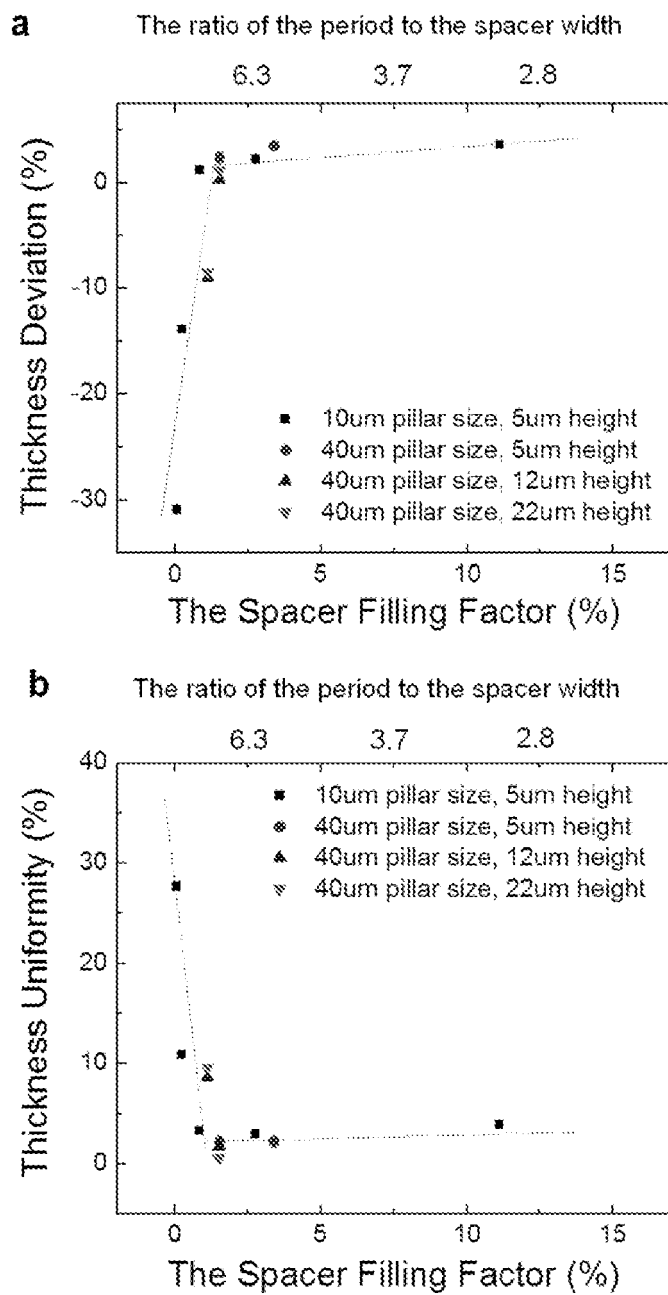 a The ratio of the period to the spacer width
6.3 3.7 2.8
Thickness Deviation (%)
0
-10
-20
-30
10um pillar size, 5um height
40um pillar size, 5um height
40um pillar size, 12um height
40um pillar size, 22um height
0 5 10 15
The Spacer Filling Factor (%)
b The ratio of the period to the spacer width
6.3 3.7 2.8
Thickness Uniformity (%)
40
30
20
10
0
10um pillar size, 5um height
40um pillar size, 5um height
40um pillar size, 12um height
40um pillar size, 22um height
0 5 10 15
The Spacer Filling Factor (%)